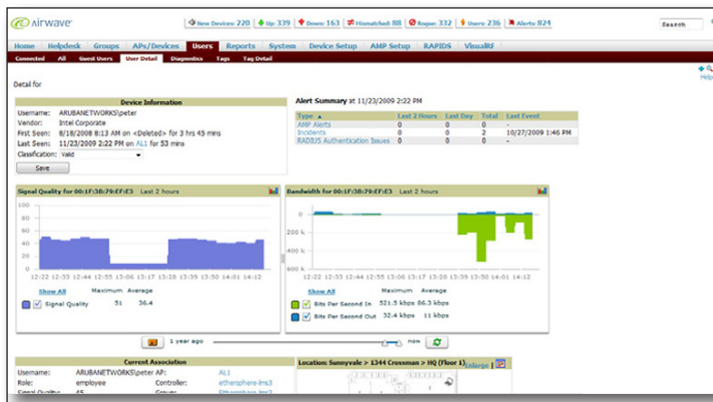 airwave
New Devices: 220 Up: 339 Down: 163 Mismatched: 88 Rogue: 332 Users: 236 Alerts: 824
Search
Home Helpdesk Groups APs/Devices Users Reports System Device Setup AMP Setup RAPIDS VisualRF
Connected All Guest Users User Detail Diagnostics Tags Tag Detail
Help
Detail for
Device Information
Username: ARUBANETWORKS\peter
Vendor: Intel Corporate
First Seen: 8/18/2008 8:13 AM on <Deleted> for 3 hrs 45 mins
Last Seen: 11/23/2009 2:22 PM on AL1 for 53 mins
Classification: Valid
Save
Alert Summary at 11/23/2009 2:22 PM
Type ▲ Last 2 Hours Last Day Total Last Event
AMP Alerts 0 0 0 -
Incidents 0 0 2 10/27/2009 1:46 PM
RADIUS Authentication Issues 0 0 0 -
Signal Quality for 00:1F:3B:79:EF:E3 Last 2 hours
100
80
60
40
20
0
12:22 12:33 12:44 12:55 13:06 13:17 13:28 13:39 13:50 14:01 14:12
Show All Maximum Average
Signal Quality 51 36.4
Bandwidth for 00:1F:3B:79:EF:E3 Last 2 hours
0
200 k
400 k
600 k
12:22 12:33 12:44 12:55 13:06 13:17 13:28 13:39 13:50 14:01 14:12
Show All Maximum Average
Bits Per Second In 521.5 kbps 86.3 kbps
Bits Per Second Out 32.4 kbps 11 kbps
1 year ago now
Current Association
Username: ARUBANETWORKS\peter AP: AL1
Role: employee Controller: ethersphere-lms3
Location: Sunnyvale > 1344 Crossman > HQ (Floor 1) Enlarge